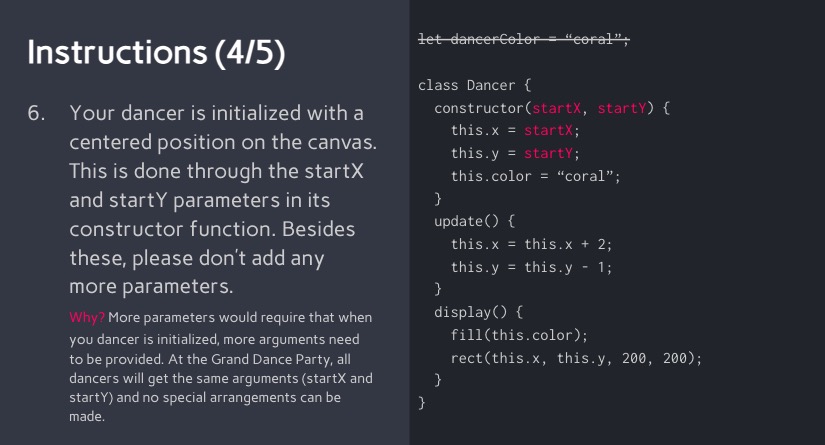 Instructions (4/5)
6. Your dancer is initialized with a
centered position on the canvas.
This is done through the startX
and startY parameters in its
constructor function. Besides
these, please don’t add any
more parameters.
Why? More parameters would require that when
you dancer is initialized, more arguments need
to be provided. At the Grand Dance Party, all
dancers will get the same arguments (startX and
startY) and no special arrangements can be
made.
let dancerColor = “coral”;
class Dancer {
  constructor(startX, startY) {
    this.x = startX;
    this.y = startY;
    this.color = “coral”;
  }
  update() {
    this.x = this.x + 2;
    this.y = this.y - 1;
  }
  display() {
    fill(this.color);
    rect(this.x, this.y, 200, 200);
  }
}